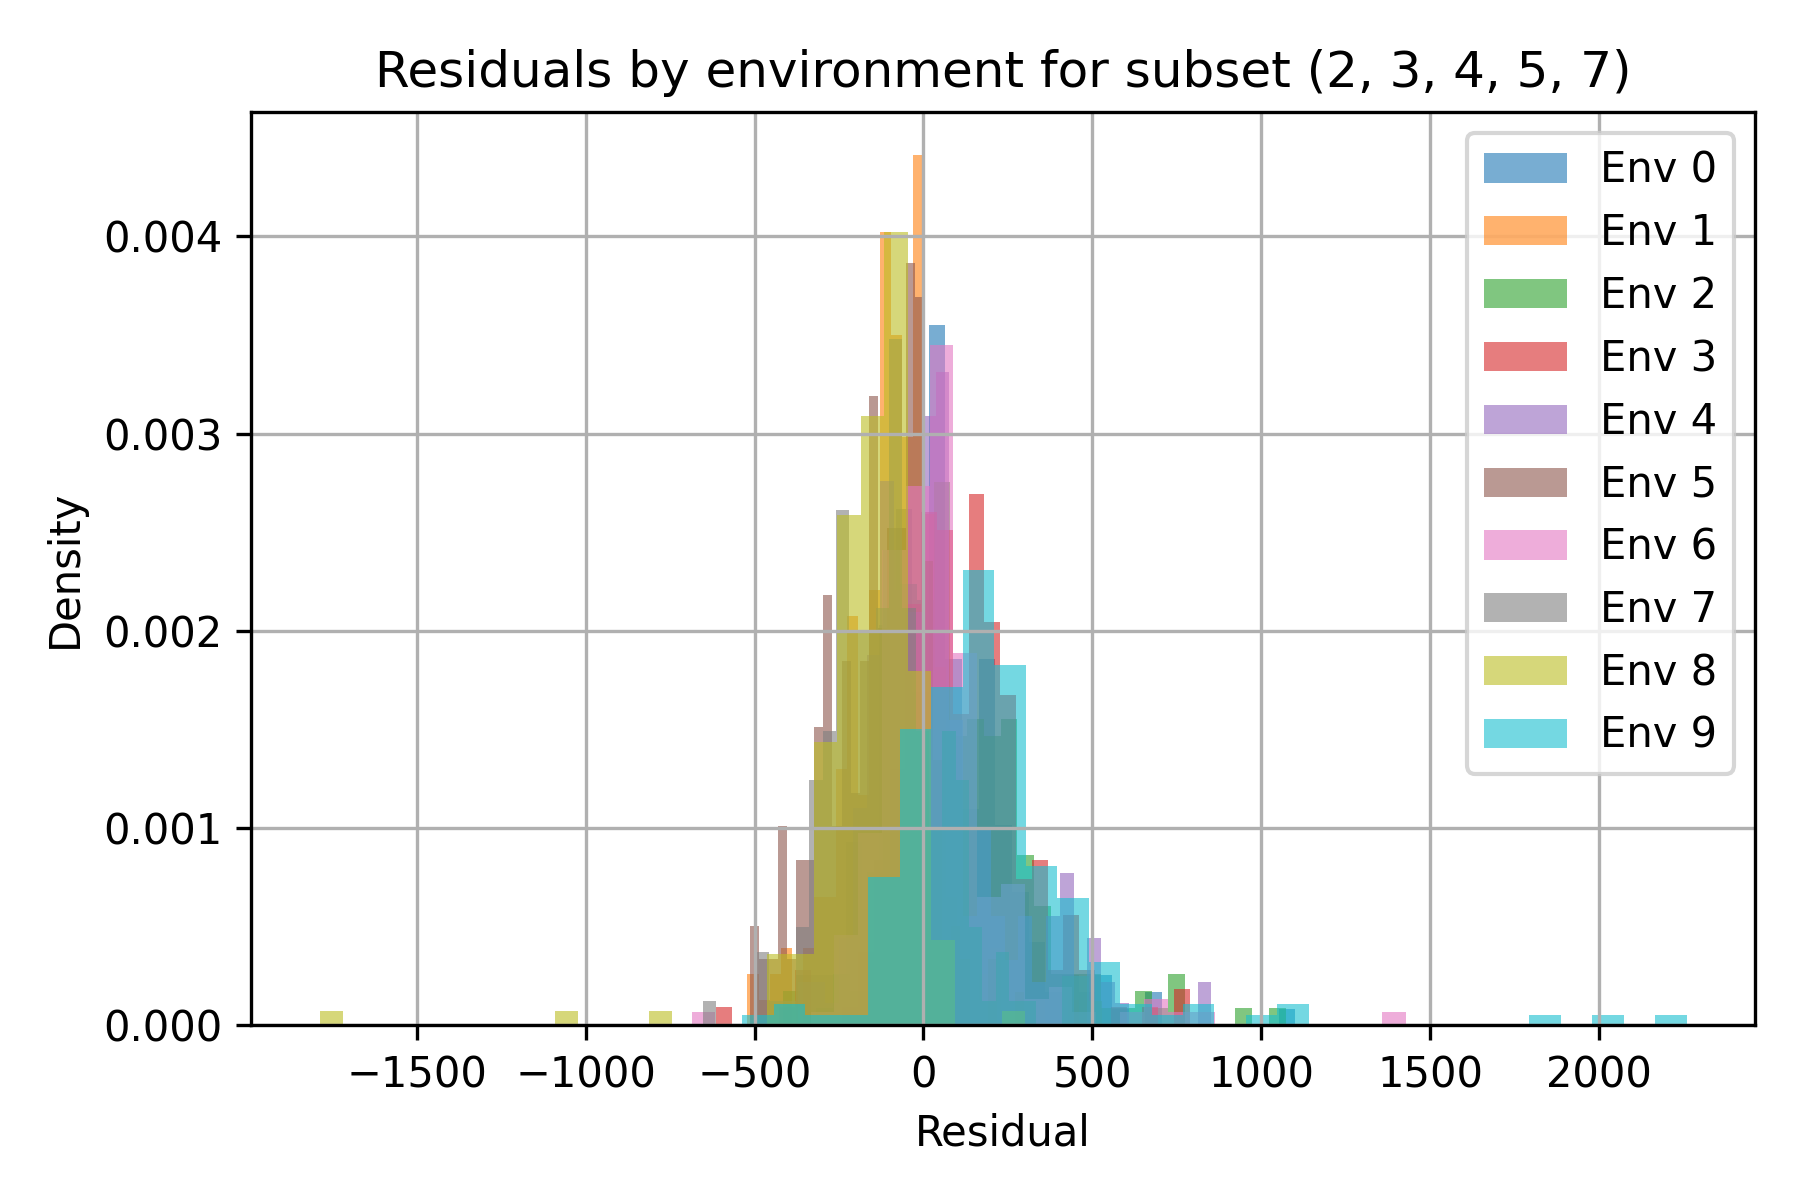 Residuals by environment for subset (2, 3, 4, 5, 7)
Env 0
Env 1
Env 2
Env 3
Env 4
Env 5
Env 6
Env 7
Env 8
Env 9
Density
0.004
0.003
0.002
0.001
0.000
−1500 −1000 −500 0 500 1000 1500 2000
Residual